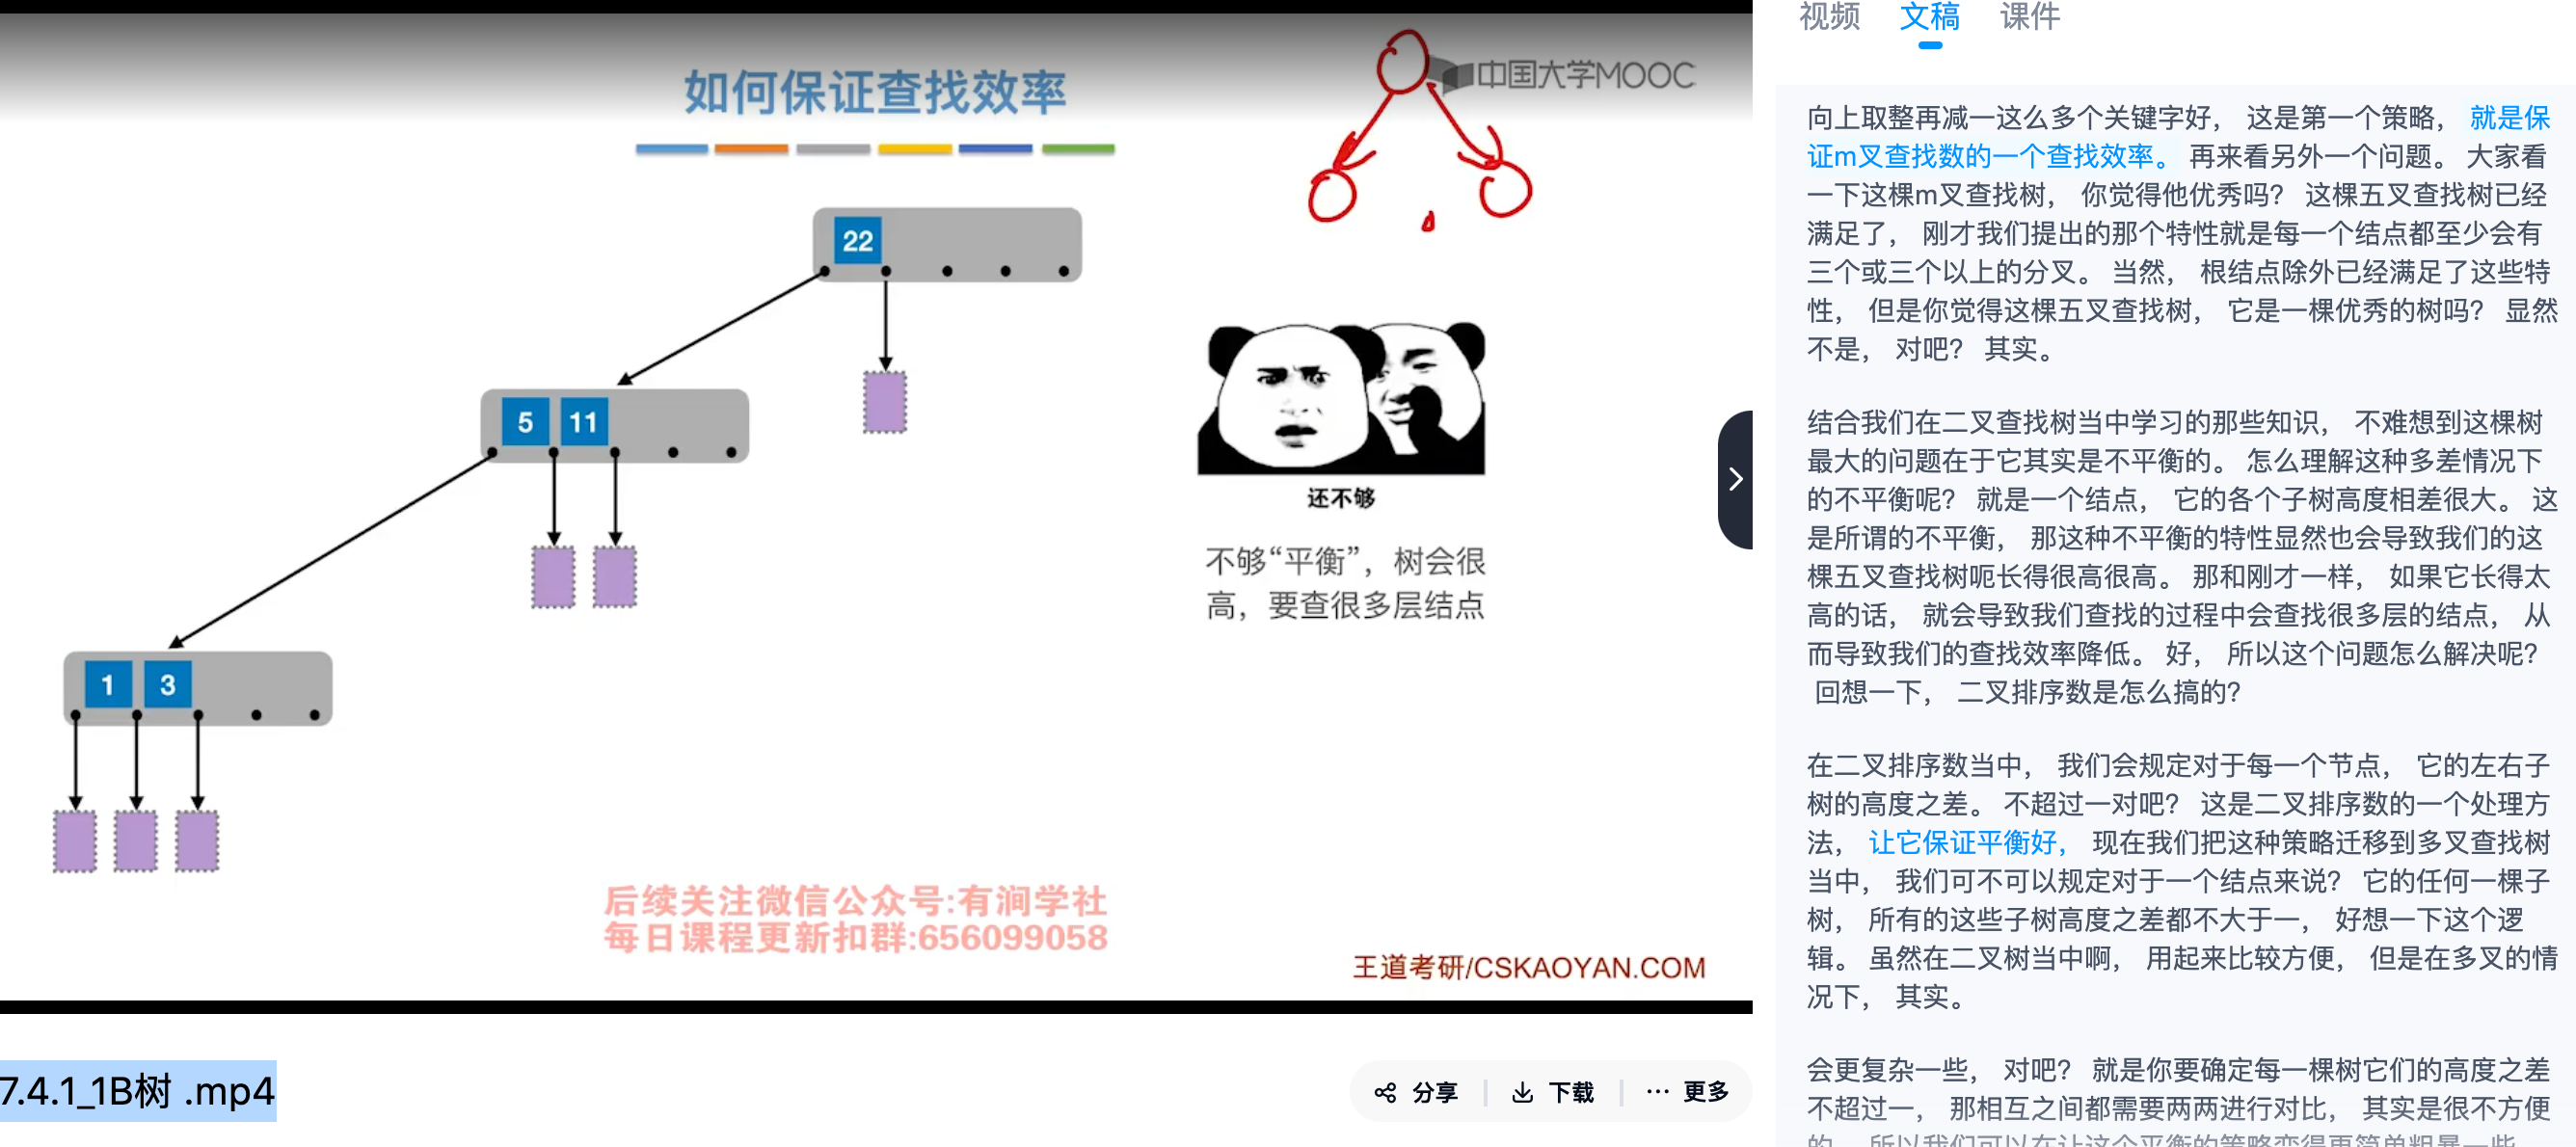 如何保证查找效率
中国大学MOOC
22
5 11
1 3
还不够
不够“平衡”，树会很
高，要查很多层结点
后续关注微信公众号:有涧学社
每日课程更新扣群:656099058
王道考研/CSKAOYAN.COM
7.4.1_1B树 .mp4
分享
下载
更多
视频 文稿 课件
向上取整再减一这么多个关键字好， 这是第一个策略， 就是保
证m叉查找数的一个查找效率。 再来看另外一个问题。 大家看
一下这棵m叉查找树， 你觉得他优秀吗？ 这棵五叉查找树已经
满足了， 刚才我们提出的那个特性就是每一个结点都至少会有
三个或三个以上的分叉。 当然， 根结点除外已经满足了这些特
性， 但是你觉得这棵五叉查找树， 它是一棵优秀的树吗？ 显然
不是， 对吧？ 其实。
结合我们在二叉查找树当中学习的那些知识， 不难想到这棵树
最大的问题在于它其实是不平衡的。 怎么理解这种多差情况下
的不平衡呢？ 就是一个结点， 它的各个子树高度相差很大。 这
是所谓的不平衡， 那这种不平衡的特性显然也会导致我们的这
棵五叉查找树呃长得很高很高。 那和刚才一样， 如果它长得太
高的话， 就会导致我们查找的过程中会查找很多层的结点， 从
而导致我们的查找效率降低。 好， 所以这个问题怎么解决呢？
回想一下， 二叉排序数是怎么搞的？
在二叉排序数当中， 我们会规定对于每一个节点， 它的左右子
树的高度之差。 不超过一对吧？ 这是二叉排序数的一个处理方
法， 让它保证平衡好， 现在我们把这种策略迁移到多叉查找树
当中， 我们可不可以规定对于一个结点来说？ 它的任何一棵子
树， 所有的这些子树高度之差都不大于一， 好想一下这个逻
辑。 虽然在二叉树当中啊， 用起来比较方便， 但是在多叉的情
况下， 其实。
会更复杂一些， 对吧？ 就是你要确定每一棵树它们的高度之差
不超过一， 那相互之间都需要两两进行对比， 其实是很不方便
的， 所以我们可以在让这个平衡的策略变得更简单粗暴一些